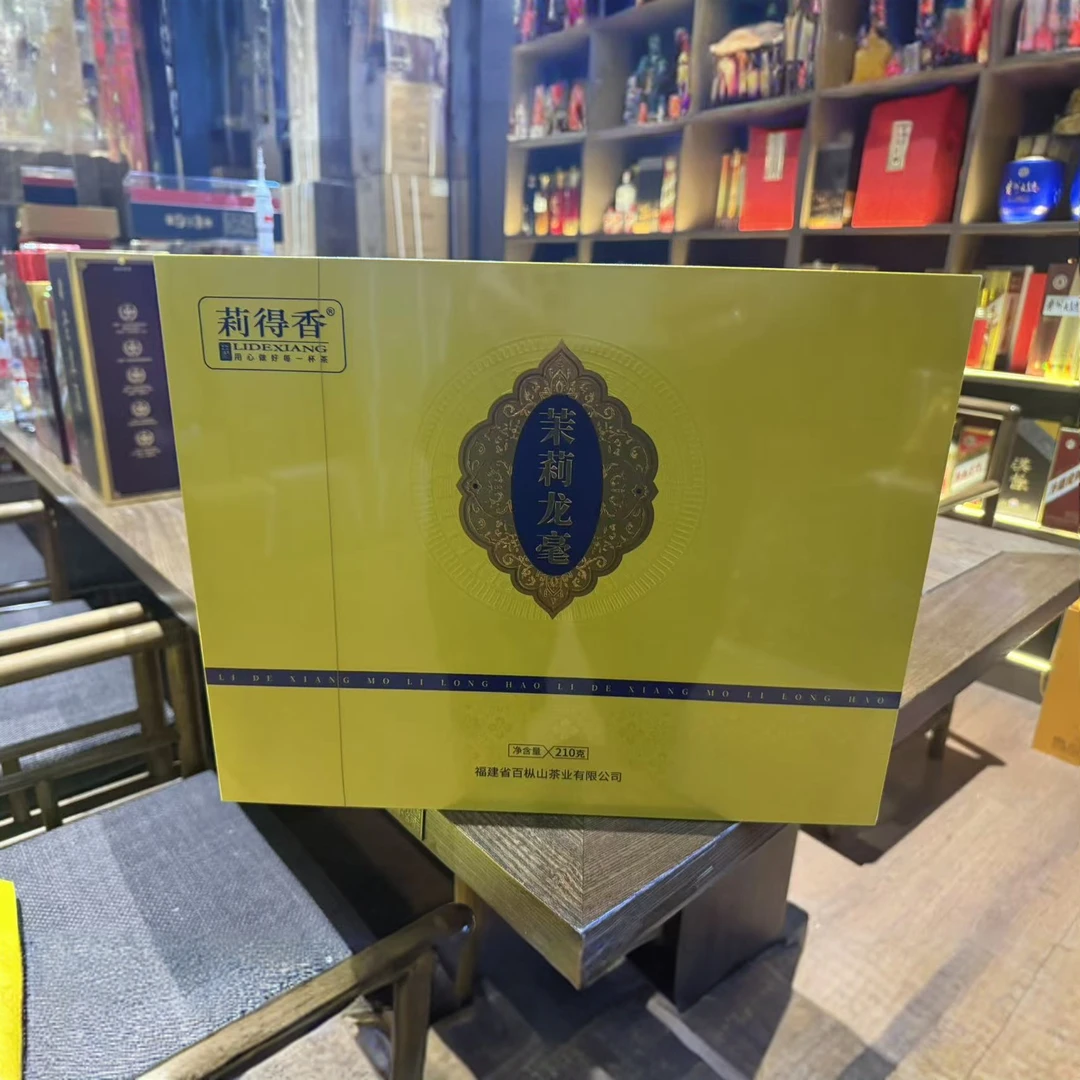 莉得香®
LIDEXIANG
用心做好每一杯茶
茉莉龙毫
LI DE XIANG MO LI LONG HAO LI DE XIANG MO LI LONG HAO
净含量 210克
福建省百枞山茶业有限公司